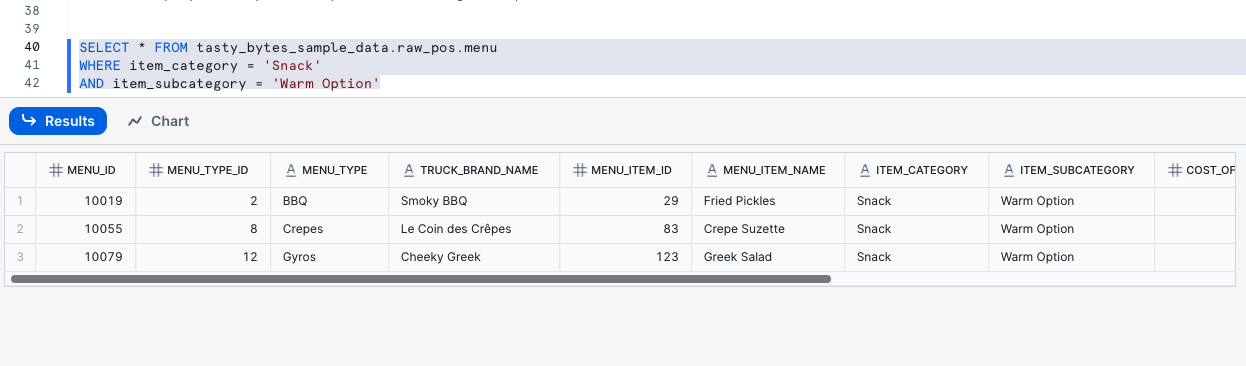 38
39
40 SELECT * FROM tasty_bytes_sample_data.raw_pos.menu
41 WHERE item_category = 'Snack'
42 AND item_subcategory = 'Warm Option'
Results Chart
MENU_ID MENU_TYPE_ID MENU_TYPE TRUCK_BRAND_NAME MENU_ITEM_ID MENU_ITEM_NAME ITEM_CATEGORY ITEM_SUBCATEGORY COST_OF
1 10019 2 BBQ Smoky BBQ 29 Fried Pickles Snack Warm Option
2 10055 8 Crepes Le Coin des Crêpes 83 Crepe Suzette Snack Warm Option
3 10079 12 Gyros Cheeky Greek 123 Greek Salad Snack Warm Option